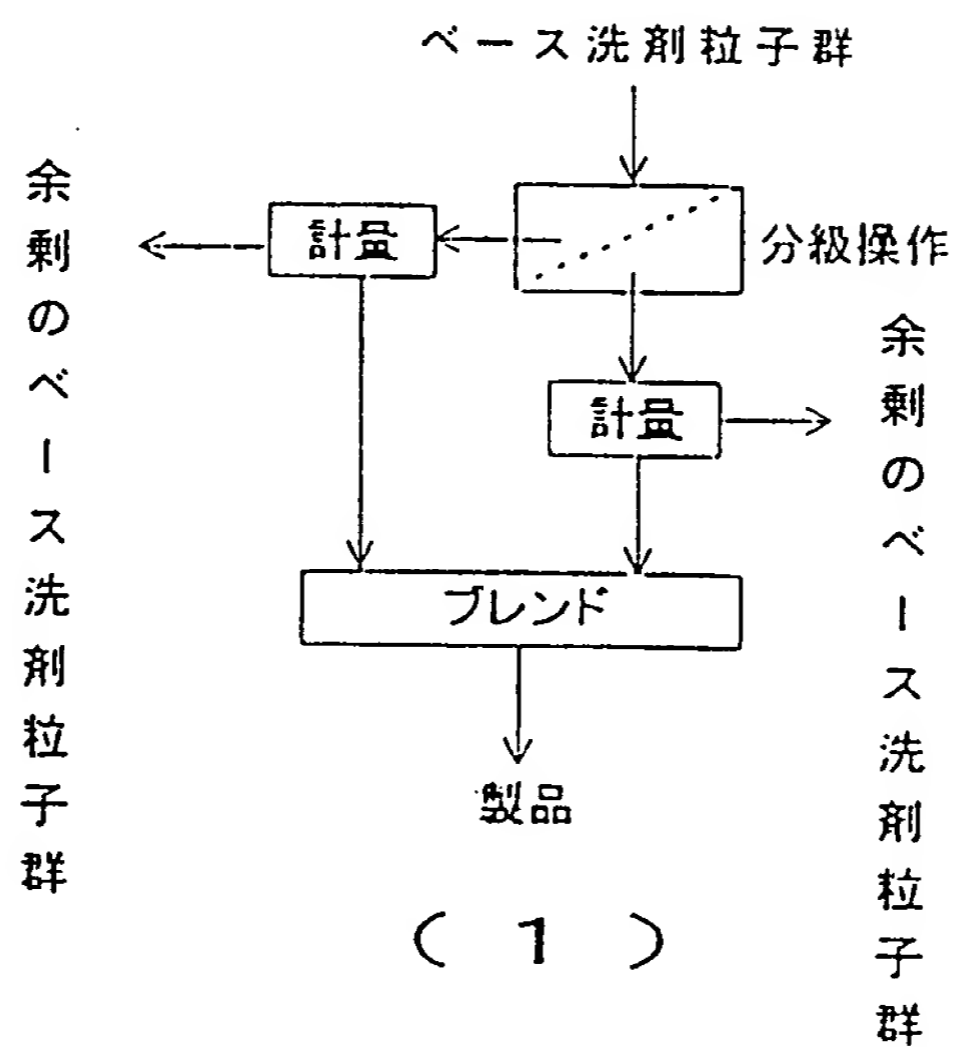 ベース洗剤粒子群
分級操作
計量
余剰のベース洗剤粒子群
計量
余剰のベース洗剤粒子群
ブレンド
製品
(1)